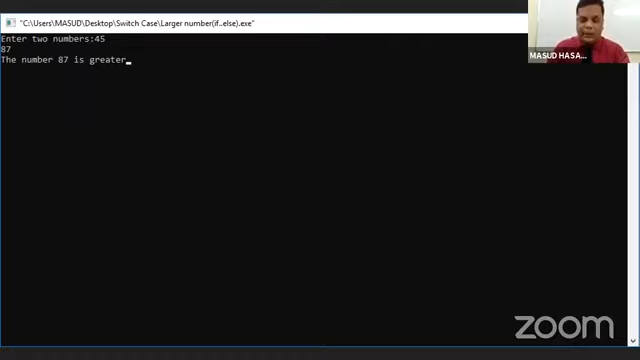 "C:\Users\MASUD\Desktop\Switch Case\Larger number(if..else).exe"
Enter two numbers:45
87
The number 87 is greater
MASUD HASA...
zoom